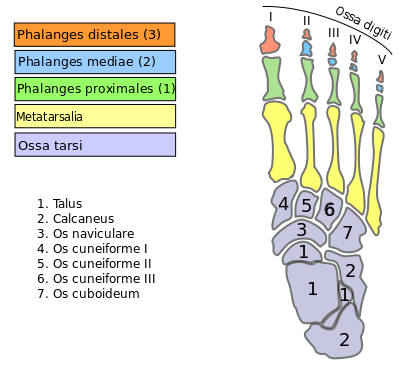 Ossa digiti
I II III IV V
Phalanges distales (3)
Phalanges mediae (2)
Phalanges proximales (1)
Metatarsalia
Ossa tarsi
1. Talus
2. Calcaneus
3. Os naviculare
4. Os cuneiforme I
5. Os cuneiforme II
6. Os cuneiforme III
7. Os cuboideum
4 5 6
3 7
1 2
1 1
2